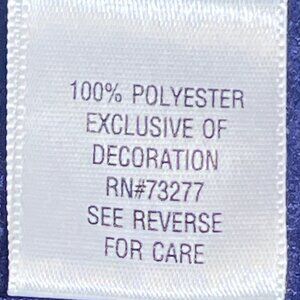 100% POLYESTER
EXCLUSIVE OF
DECORATION
RN#73277
SEE REVERSE
FOR CARE